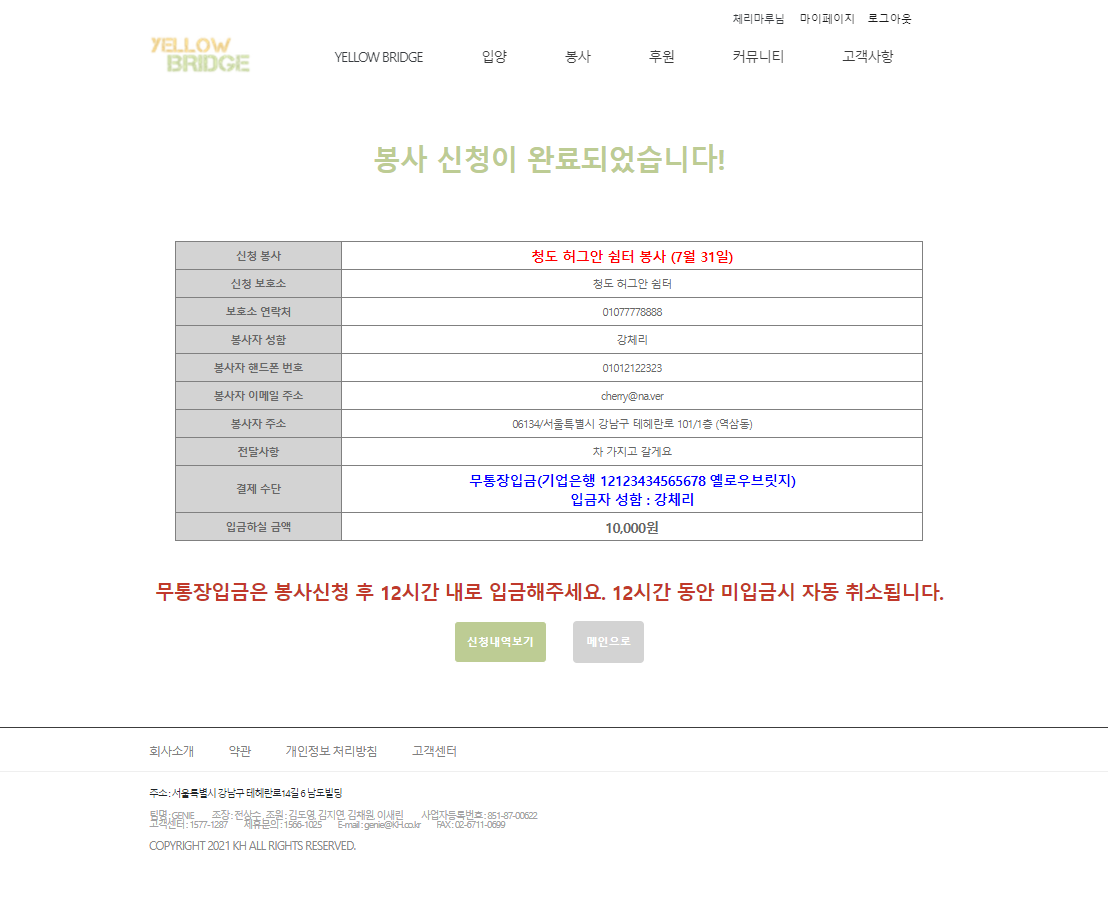 체리마루님 마이페이지 로그아웃
YELLOW BRIDGE
YELLOW BRIDGE 입양 봉사 후원 커뮤니티 고객사항
봉사 신청이 완료되었습니다!
신청 봉사 청도 허그안 쉼터 봉사 (7월 31일)
신청 보호소 청도 허그안 쉼터
보호소 연락처 01077778888
봉사자 성함 강체리
봉사자 핸드폰 번호 01012122323
봉사자 이메일 주소 cherry@na.ver
봉사자 주소 06134/서울특별시 강남구 테헤란로 101/1층 (역삼동)
전달사항 차 가지고 갈게요
결제 수단 무통장입금(기업은행 12123434565678 옐로우브릿지)
입금자 성함 : 강체리
입금하실 금액 10,000원
무통장입금은 봉사신청 후 12시간 내로 입금해주세요. 12시간 동안 미입금시 자동 취소됩니다.
신청내역보기 메인으로
회사소개 약관 개인정보 처리방침 고객센터
주소 : 서울특별시 강남구 테헤란로14길 6 남도빌딩
팀명 : GENIE 조장 : 전상수 , 조원 : 김도영, 김지연, 김채원, 이새린 사업자등록번호 : 851-87-00622
고객센터 : 1577-1287 제휴문의 : 1566-1025 E-mail : genie@KH.co.kr FAX : 02-6711-0699
COPYRIGHT 2021 KH ALL RIGHTS RESERVED.